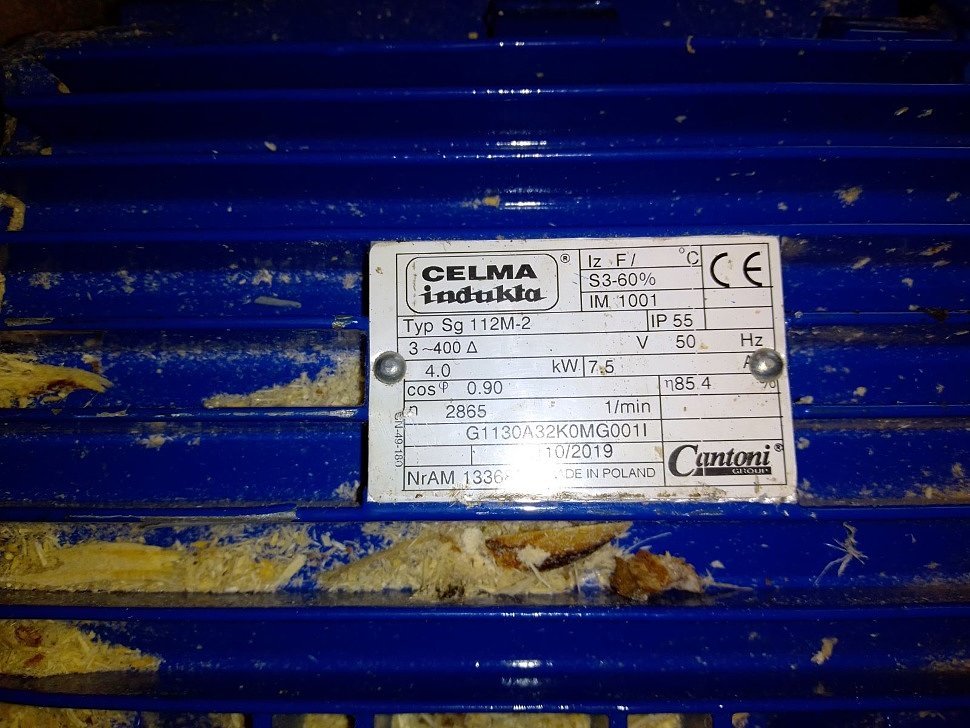 CELMA ®
indukta
Iz F/ °C
S3-60%
IM 1001
CE
Typ Sg 112M-2 IP 55
3~400 Δ V 50 Hz
4.0 kW 7.5 A
cosφ 0.90 η85.4 %
n 2865 1/min
G1130A32K0MG001I
10/2019
NrAM 1336 MADE IN POLAND
Cantoni ®
GROUP